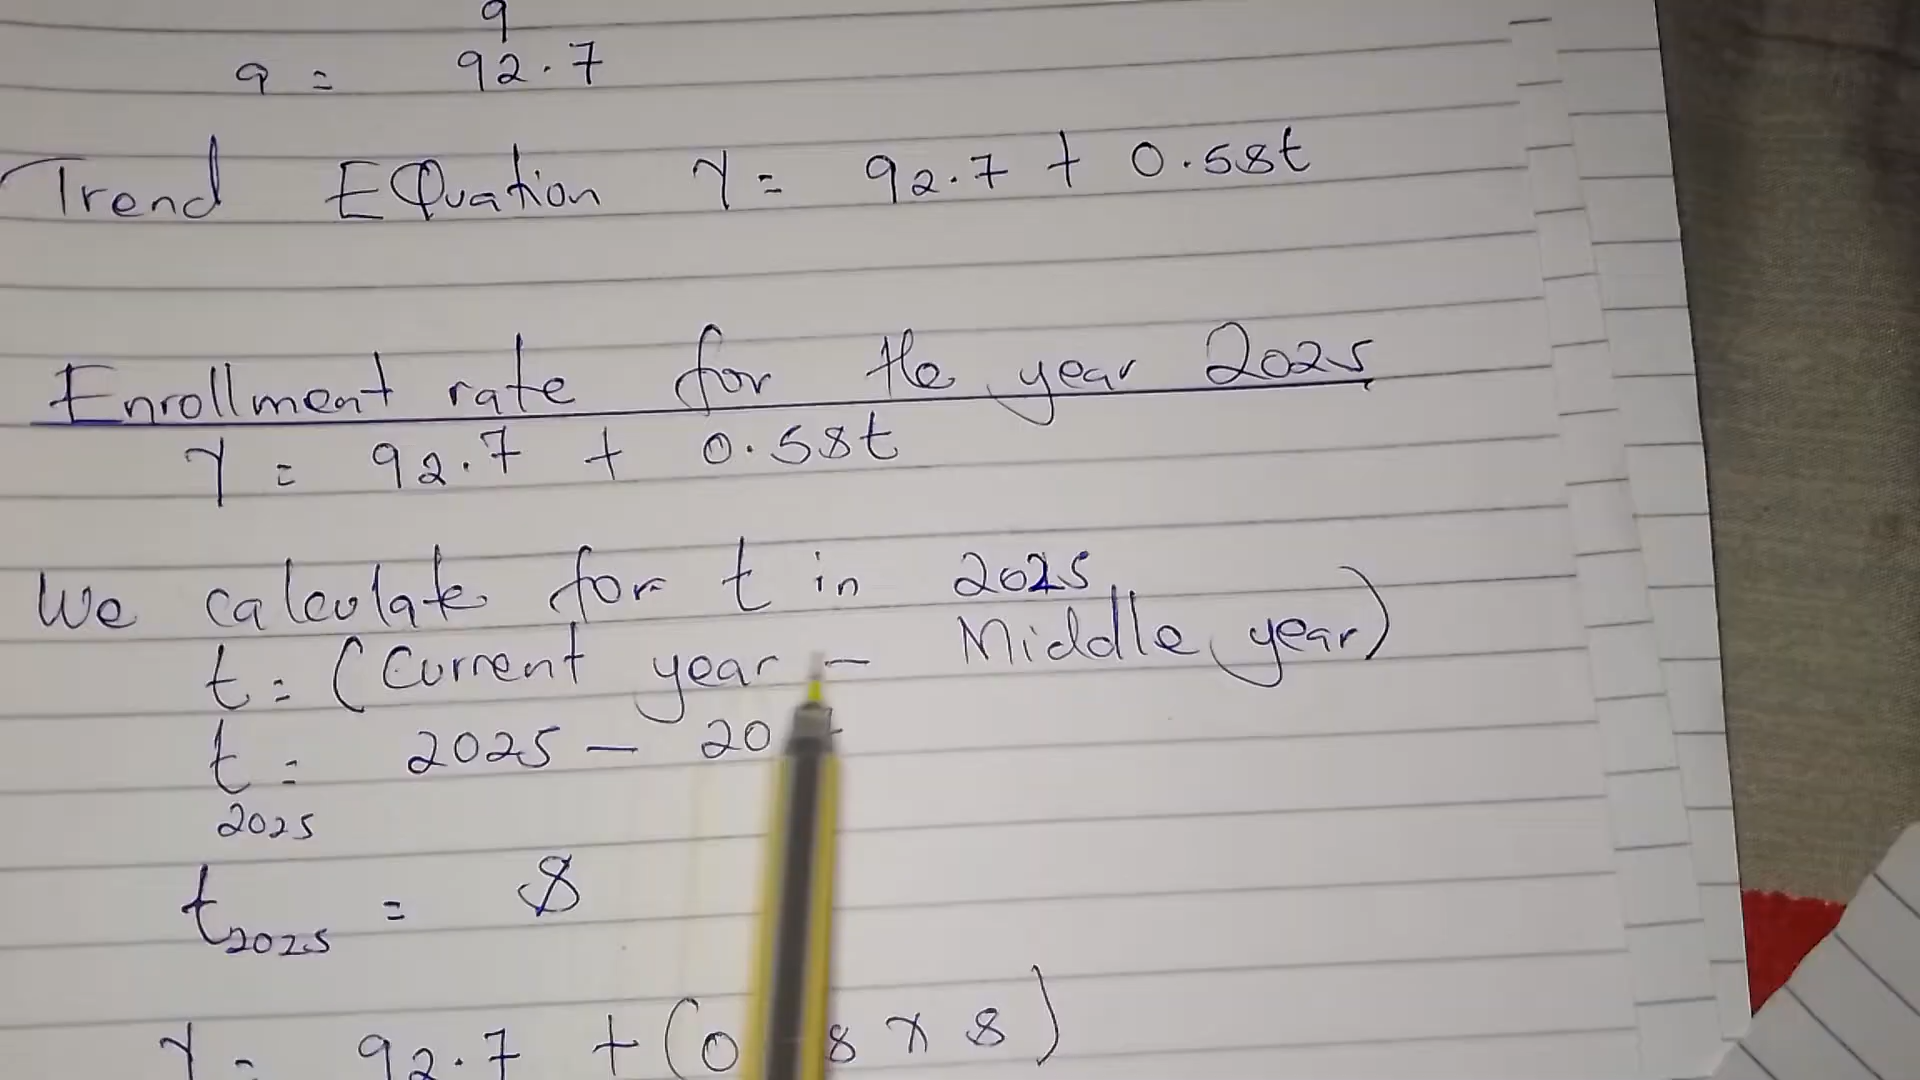 9
a = 92.7
Trend EQuation Y = 92.7 + 0.58t
Enrollment rate for the year 2025
Y = 92.7 + 0.58t
We calculate for t in 2025
t = (Current year - Middle year)
t = 2025 - 20
2025
t2025 = 8
Y = 92.7 + (0 8 x 8)